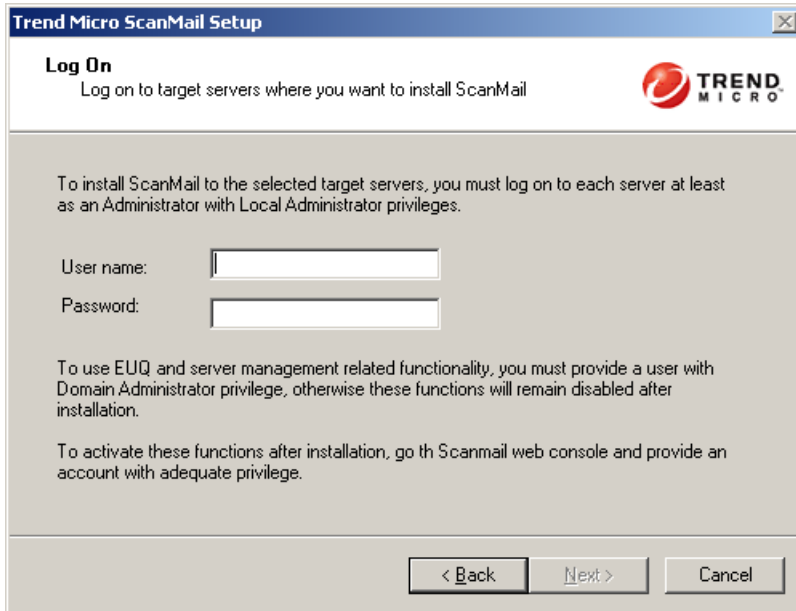 Trend Micro ScanMail Setup
Log On
Log on to target servers where you want to install ScanMail
TREND
MICRO
To install ScanMail to the selected target servers, you must log on to each server at least
as an Administrator with Local Administrator privileges.
User name:
Password:
To use EUQ and server management related functionality, you must provide a user with
Domain Administrator privilege, otherwise these functions will remain disabled after
installation.
To activate these functions after installation, go th Scanmail web console and provide an
account with adequate privilege.
< Back
Next >
Cancel